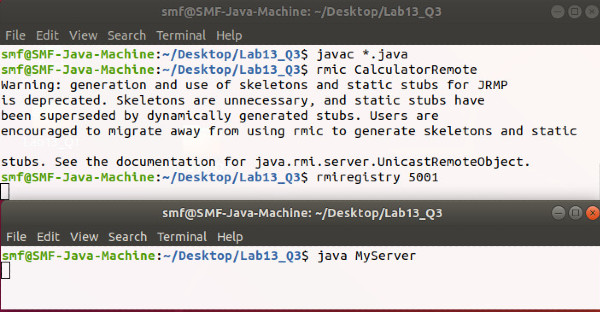 smf@SMF-Java-Machine: ~/Desktop/Lab13_Q3
File Edit View Search Terminal Help
smf@SMF-Java-Machine:~/Desktop/Lab13_Q3$ javac *.java
smf@SMF-Java-Machine:~/Desktop/Lab13_Q3$ rmic CalculatorRemote
Warning: generation and use of skeletons and static stubs for JRMP
is deprecated. Skeletons are unnecessary, and static stubs have
been superseded by dynamically generated stubs. Users are
encouraged to migrate away from using rmic to generate skeletons and static
stubs. See the documentation for java.rmi.server.UnicastRemoteObject.
smf@SMF-Java-Machine:~/Desktop/Lab13_Q3$ rmiregistry 5001
smf@SMF-Java-Machine: ~/Desktop/Lab13_Q3
File Edit View Search Terminal Help
smf@SMF-Java-Machine:~/Desktop/Lab13_Q3$ java MyServer